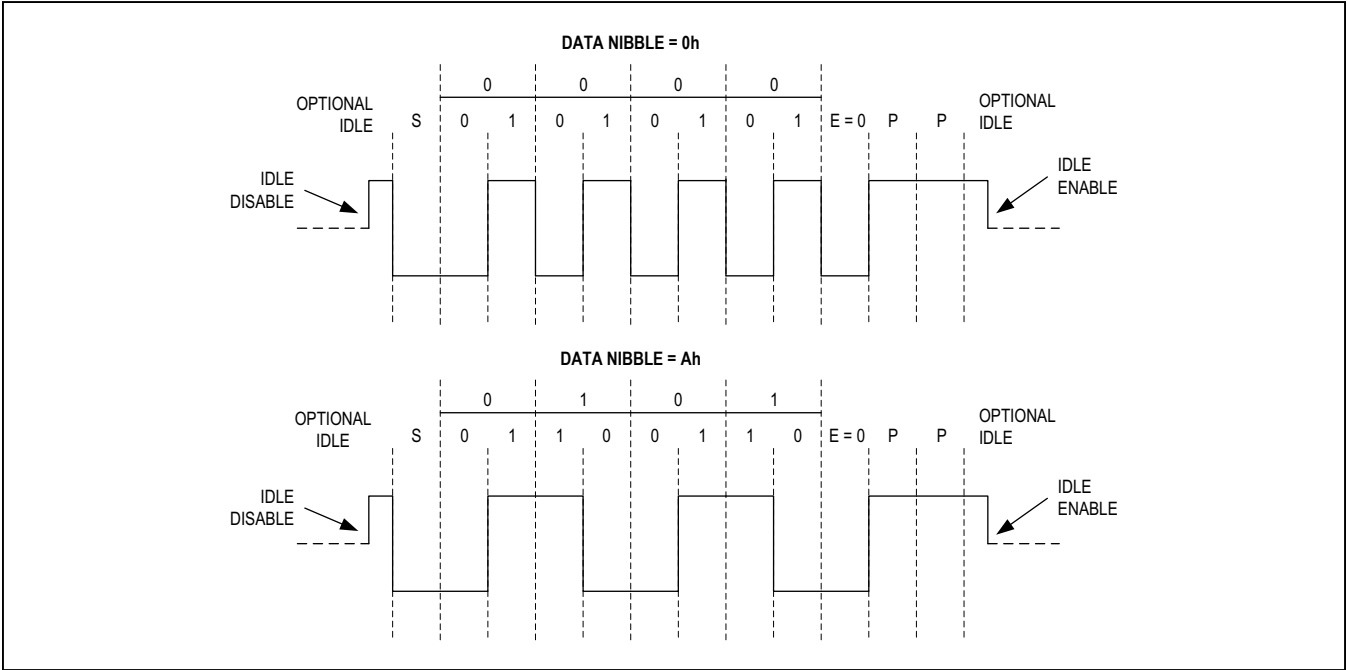 DATA NIBBLE = 0h
0 0 0 0
OPTIONAL
IDLE
S 0 1 0 1 0 1 0 1 E = 0 P P
OPTIONAL
IDLE
IDLE
DISABLE
IDLE
ENABLE
DATA NIBBLE = Ah
0 1 0 1
OPTIONAL
IDLE
S 0 1 1 0 0 1 1 0 E = 0 P P
OPTIONAL
IDLE
IDLE
DISABLE
IDLE
ENABLE